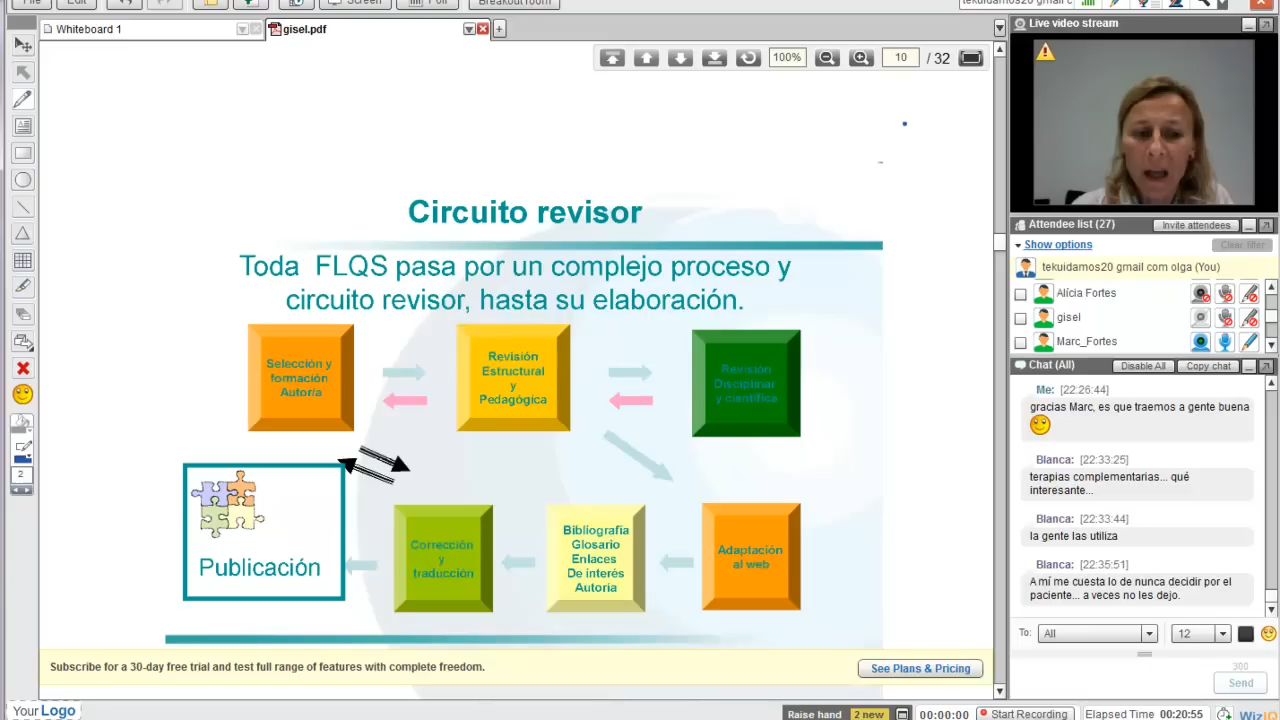 File
Edit
Screen
Poll
Breakout room
tekuidamos20 gmail c
Whiteboard 1
gisel.pdf
100%
10
/ 32
Live video stream
Circuito revisor
Toda FLQS pasa por un complejo proceso y
circuito revisor, hasta su elaboración.
Selección y
formación
Autor/a
Revisión
Estructural
y
Pedagógica
Revisión
Disciplinar
y científica
Publicación
Corrección
y
traducción
Bibliografía
Glosario
Enlaces
De interés
Autoría
Adaptación
al web
Attendee list (27)
Invite attendees
Show options
Clear filter
tekuidamos20 gmail com olga (You)
Alícia Fortes
gisel
Marc_Fortes
Chat (All)
Disable All
Copy chat
Me: [22:26:44]
gracias Marc, es que traemos a gente buena
Blanca: [22:33:25]
terapias complementarias... qué
interesante...
Blanca: [22:33:44]
la gente las utiliza
Blanca: [22:35:51]
A mí me cuesta lo de nunca decidir por el
paciente... a veces no les dejo.
To:
All
12
300
Send
2
Subscribe for a 30-day free trial and test full range of features with complete freedom.
See Plans & Pricing
Your Logo
Raise hand
2 new
00:00:00
Start Recording
Elapsed Time 00:20:55
WizIQ